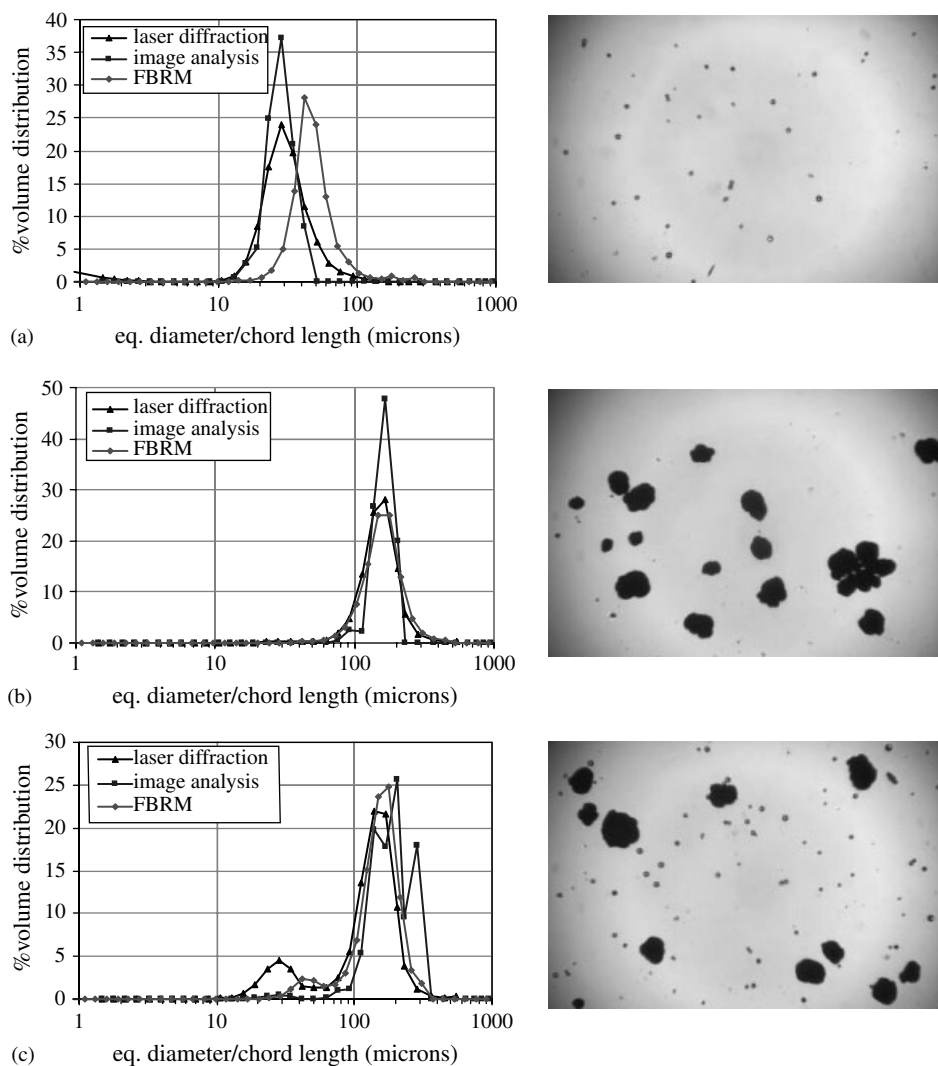 40
35
30
25
20
15
10
5
0
%volume distribution
laser diffraction
image analysis
FBRM
1 10 100 1000
(a) eq. diameter/chord length (microns)
50
40
30
20
10
0
%volume distribution
laser diffraction
image analysis
FBRM
1 10 100 1000
(b) eq. diameter/chord length (microns)
30
25
20
15
10
5
0
%volume distribution
laser diffraction
image analysis
FBRM
1 10 100 1000
(c) eq. diameter/chord length (microns)